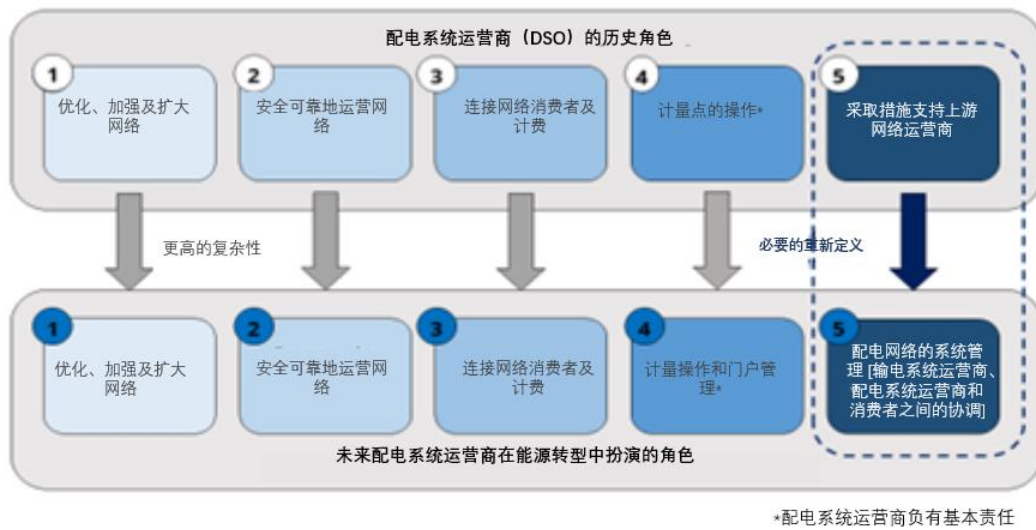 配电系统运营商（DSO）的历史角色
1
优化、加强及扩大
网络
2
安全可靠地运营网
络
3
连接网络消费者及
计费
4
计量点的操作*
5
采取措施支持上游
网络运营商
更高的复杂性
必要的重新定义
1
优化、加强及扩大
网络
2
安全可靠地运营网
络
3
连接网络消费者及
计费
4
计量操作和门户管
理*
5
配电网络的系统管
理 [输电系统运营商、
配电系统运营商和
消费者之间的协调]
未来配电系统运营商在能源转型中扮演的角色
*配电系统运营商负有基本责任